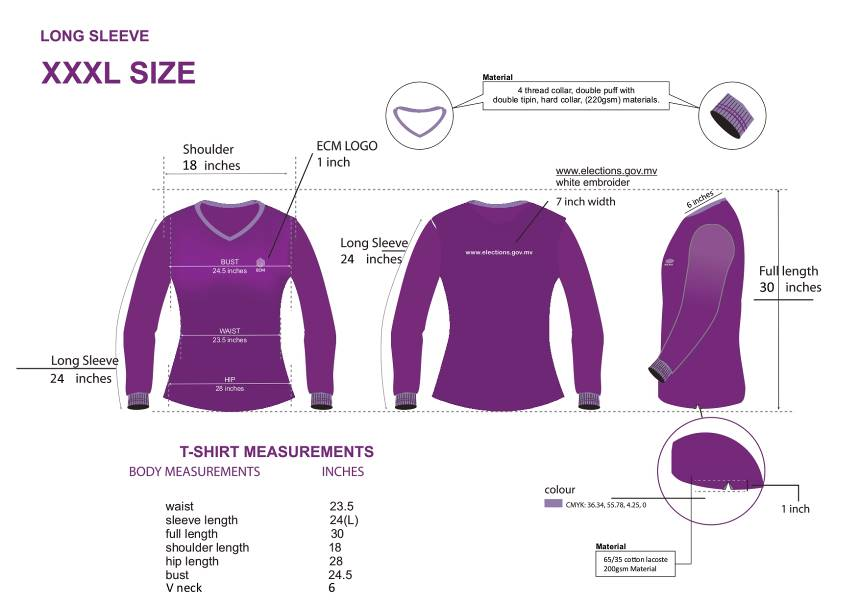 LONG SLEEVE
XXXL SIZE
Material
4 thread collar, double puff with
double tipin, hard collar, (220gsm) materials.
Shoulder
18 inches
ECM LOGO
1 inch
www.elections.gov.mv
white embroider
7 inch width
6 inches
BUST
24.5 inches
ECM
WAIST
23.5 inches
HIP
28 inches
Long Sleeve
24 inches
Long Sleeve
24 inches
www.elections.gov.mv
Full length
30 inches
T-SHIRT MEASUREMENTS
BODY MEASUREMENTS INCHES
waist 23.5
sleeve length 24(L)
full length 30
shoulder length 18
hip length 28
bust 24.5
V neck 6
colour
CMYK: 36.34, 55.78, 4.25, 0
1 inch
Material
65/35 cotton lacoste
200gsm Material